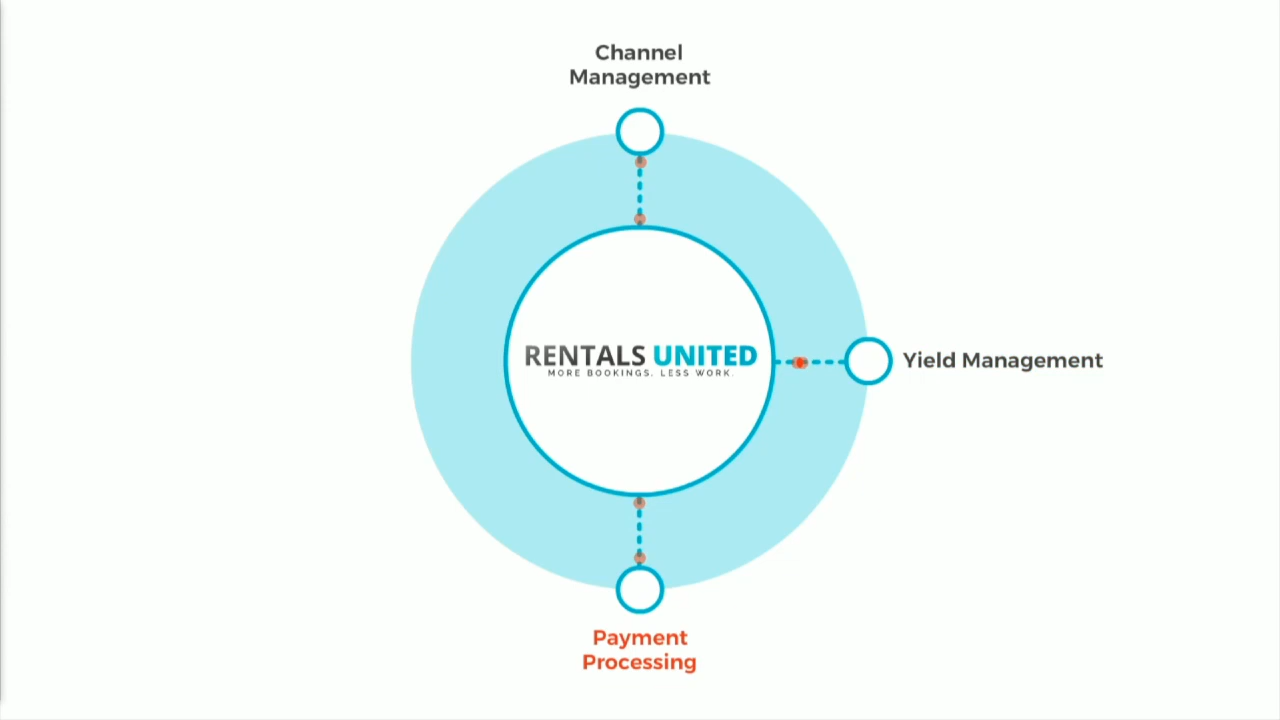 Channel
Management
RENTALS UNITED
MORE BOOKINGS. LESS WORK.
Yield Management
Payment
Processing